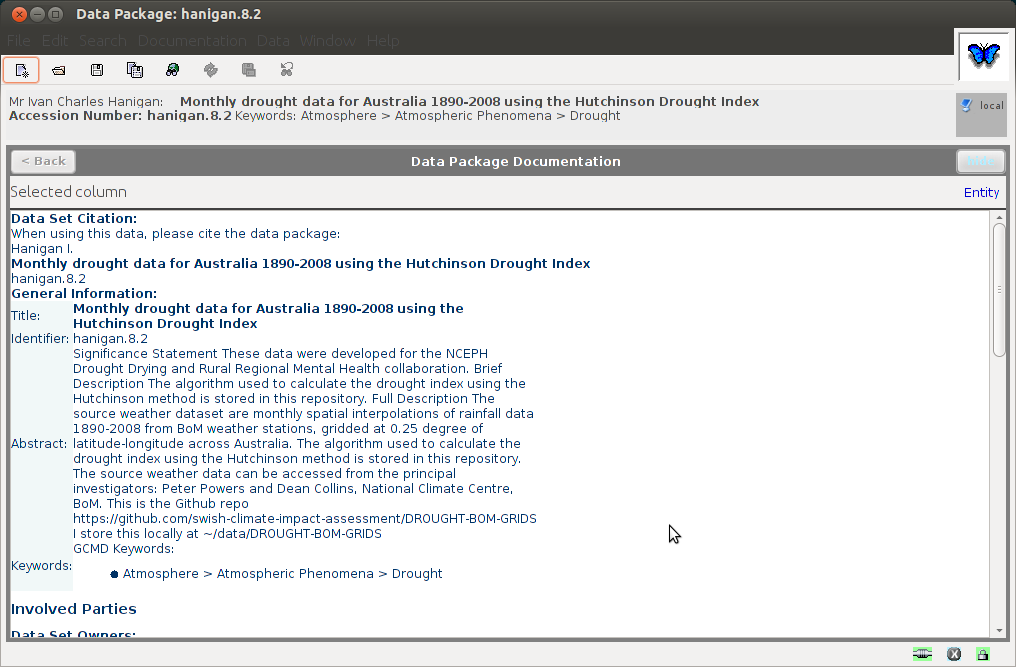 Data Package: hanigan.8.2
File Edit Search Documentation Data Window Help
Mr Ivan Charles Hanigan: Monthly drought data for Australia 1890-2008 using the Hutchinson Drought Index
Accession Number: hanigan.8.2 Keywords: Atmosphere > Atmospheric Phenomena > Drought
local
< Back Data Package Documentation
Selected column Entity
Data Set Citation:
When using this data, please cite the data package:
Hanigan I.
Monthly drought data for Australia 1890-2008 using the Hutchinson Drought Index
hanigan.8.2
General Information:
Title: Monthly drought data for Australia 1890-2008 using the
Hutchinson Drought Index
Identifier: hanigan.8.2
Significance Statement These data were developed for the NCEPH
Drought Drying and Rural Regional Mental Health collaboration. Brief
Description The algorithm used to calculate the drought index using the
Hutchinson method is stored in this repository. Full Description The
source weather dataset are monthly spatial interpolations of rainfall data
1890-2008 from BoM weather stations, gridded at 0.25 degree of
Abstract: latitude-longitude across Australia. The algorithm used to calculate the
drought index using the Hutchinson method is stored in this repository.
The source weather data can be accessed from the principal
investigators: Peter Powers and Dean Collins, National Climate Centre,
BoM. This is the Github repo
https://github.com/swish-climate-impact-assessment/DROUGHT-BOM-GRIDS
I store this locally at ~/data/DROUGHT-BOM-GRIDS
GCMD Keywords:
Keywords:
● Atmosphere > Atmospheric Phenomena > Drought
Involved Parties
Data Set Owners: